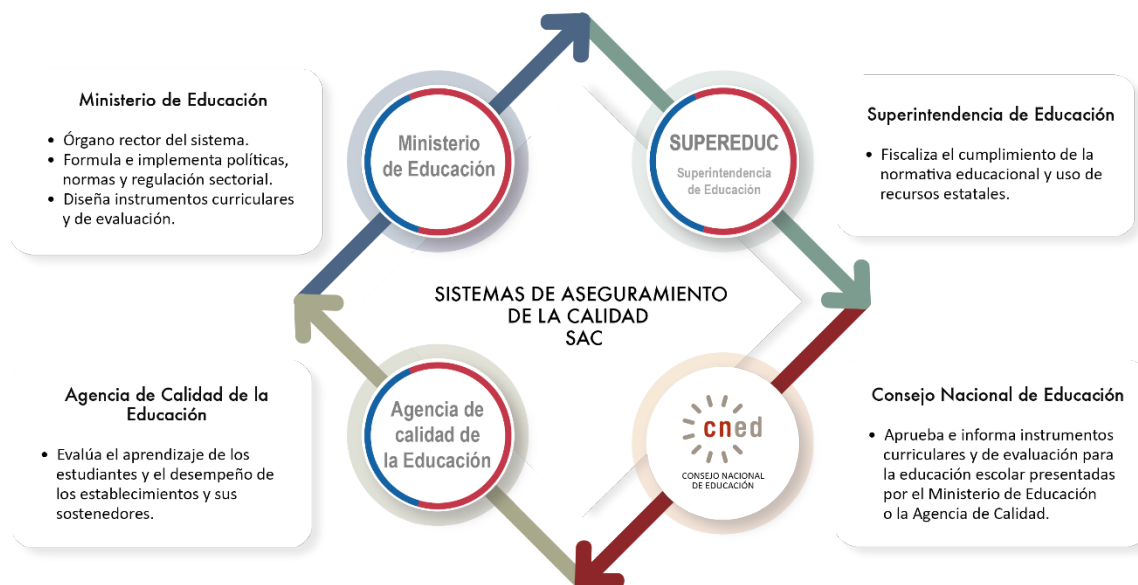 Ministerio de Educación
• Órgano rector del sistema.
• Formula e implementa políticas,
normas y regulación sectorial.
• Diseña instrumentos curriculares
y de evaluación.
Ministerio
de Educación
SUPEREDUC
Superintendencia
de Educación
Superintendencia de Educación
• Fiscaliza el cumplimiento de la
normativa educacional y uso de
recursos estatales.
SISTEMAS DE ASEGURAMIENTO
DE LA CALIDAD
SAC
Agencia de Calidad de la
Educación
• Evalúa el aprendizaje de los
estudiantes y el desempeño de
los establecimientos y sus
sostenedores.
Agencia de
calidad de
la Educación
cned
CONSEJO NACIONAL
DE EDUCACIÓN
Consejo Nacional de Educación
• Aprueba e informa instrumentos
curriculares y de evaluación para
la educación escolar presentadas
por el Ministerio de Educación
o la Agencia de Calidad.